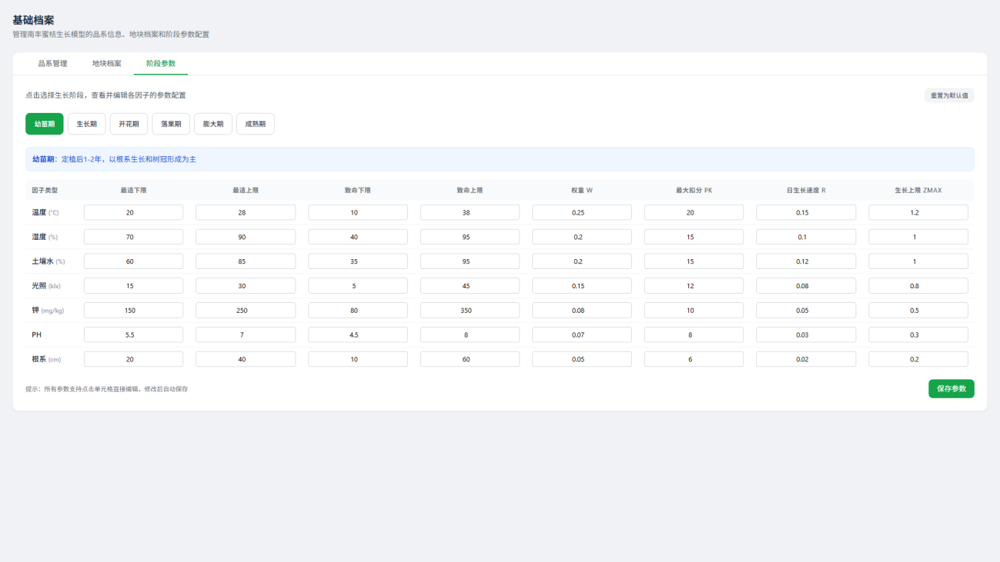 基础档案
管理南丰蜜桔生长模型的品系信息、地块档案和阶段参数配置
品系管理 地块档案 阶段参数
点击选择生长阶段，查看并编辑各因子的参数配置 重置为默认值
幼苗期 生长期 开花期 落果期 膨大期 成熟期
幼苗期：定植后1-2年，以根系生长和树冠形成为主
因子类型 最适下限 最适上限 致命下限 致命上限 权重 W 最大扣分 PK 日生长速度 R 生长上限 ZMAX
温度 (°C) 20 28 10 38 0.25 20 0.15 1.2
湿度 (%) 70 90 40 95 0.2 15 0.1 1
土壤水 (%) 60 85 35 95 0.2 15 0.12 1
光照 (klx) 15 30 5 45 0.15 12 0.08 0.8
钾 (mg/kg) 150 250 80 350 0.08 10 0.05 0.5
PH 5.5 7 4.5 8 0.07 8 0.03 0.3
根系 (cm) 20 40 10 60 0.05 6 0.02 0.2
提示：所有参数支持点击单元格直接编辑，修改后自动保存 保存参数